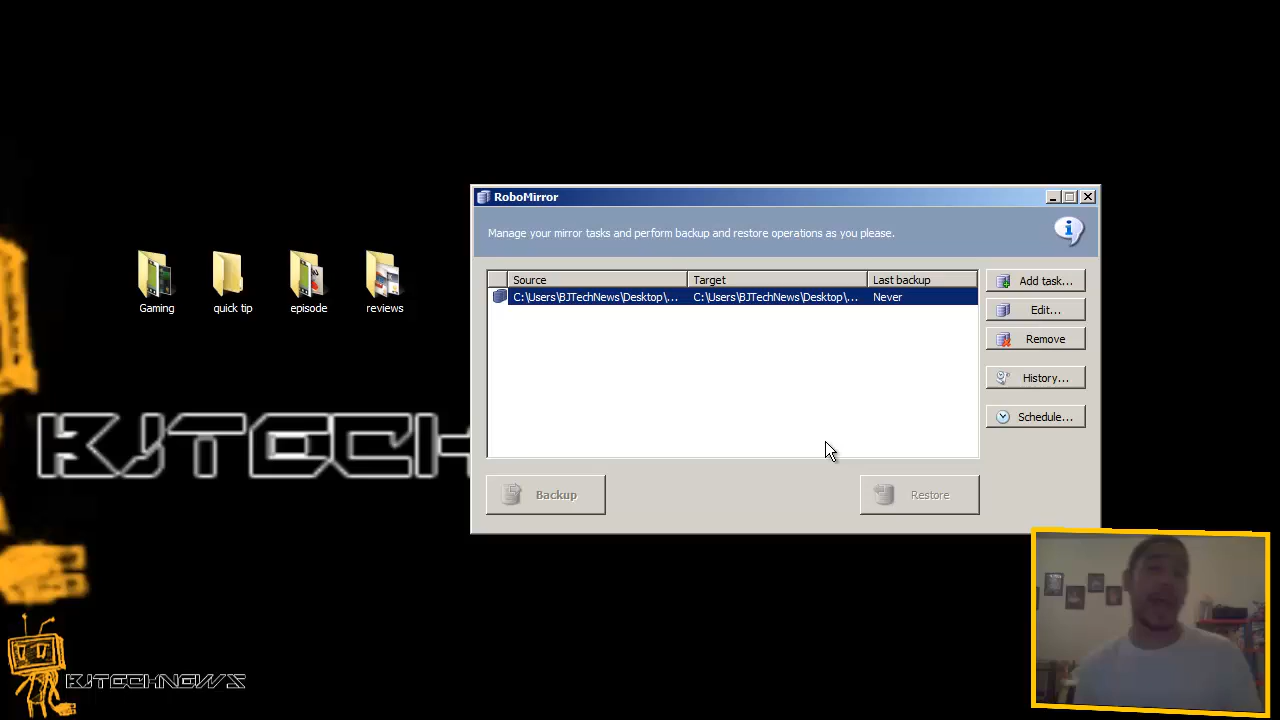 RoboMirror
Manage your mirror tasks and perform backup and restore operations as you please.
Source Target Last backup
C:\Users\BJTechNews\Desktop\... C:\Users\BJTechNews\Desktop\... Never
Add task...
Edit...
Remove
History...
Schedule...
Backup Restore
Gaming quick tip episode reviews
BJTECH
BJTECHNEWS